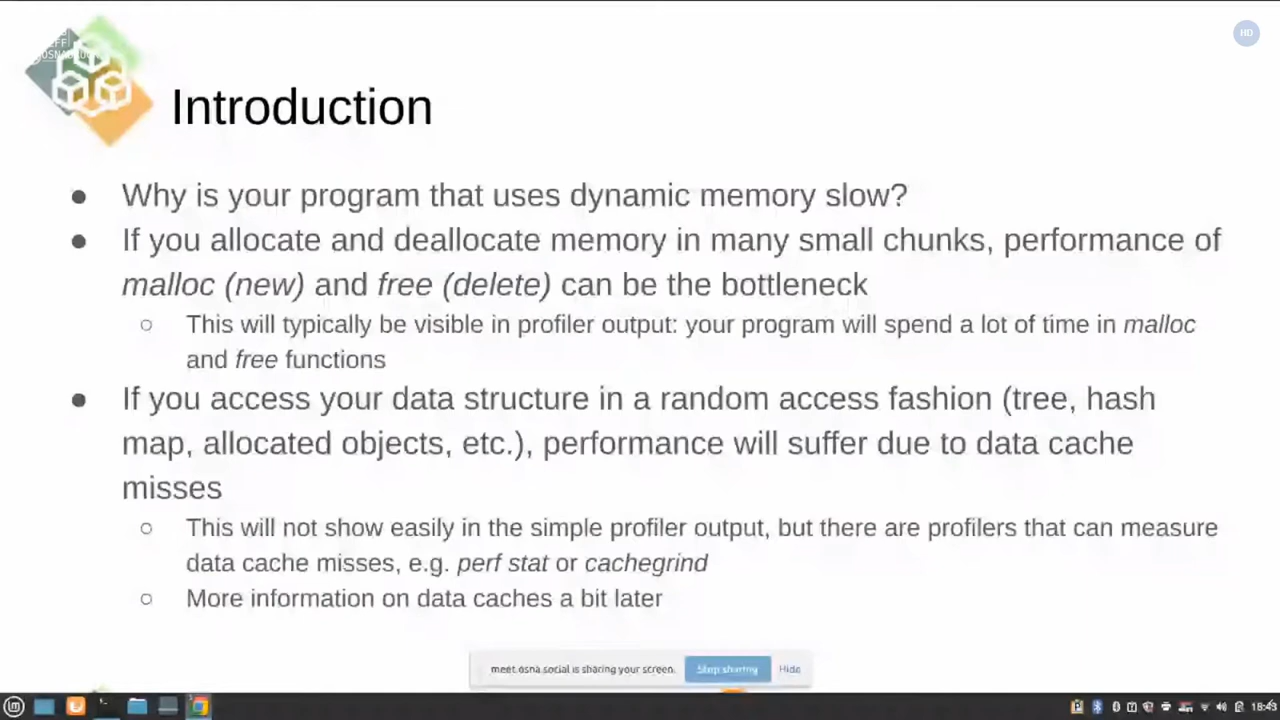 HD
Introduction
● Why is your program that uses dynamic memory slow?
● If you allocate and deallocate memory in many small chunks, performance of
malloc (new) and free (delete) can be the bottleneck
○ This will typically be visible in profiler output: your program will spend a lot of time in malloc
and free functions
● If you access your data structure in a random access fashion (tree, hash
map, allocated objects, etc.), performance will suffer due to data cache
misses
○ This will not show easily in the simple profiler output, but there are profilers that can measure
data cache misses, e.g. perf stat or cachegrind
○ More information on data caches a bit later
meet.osna.social is sharing your screen. Stop sharing Hide
18:43